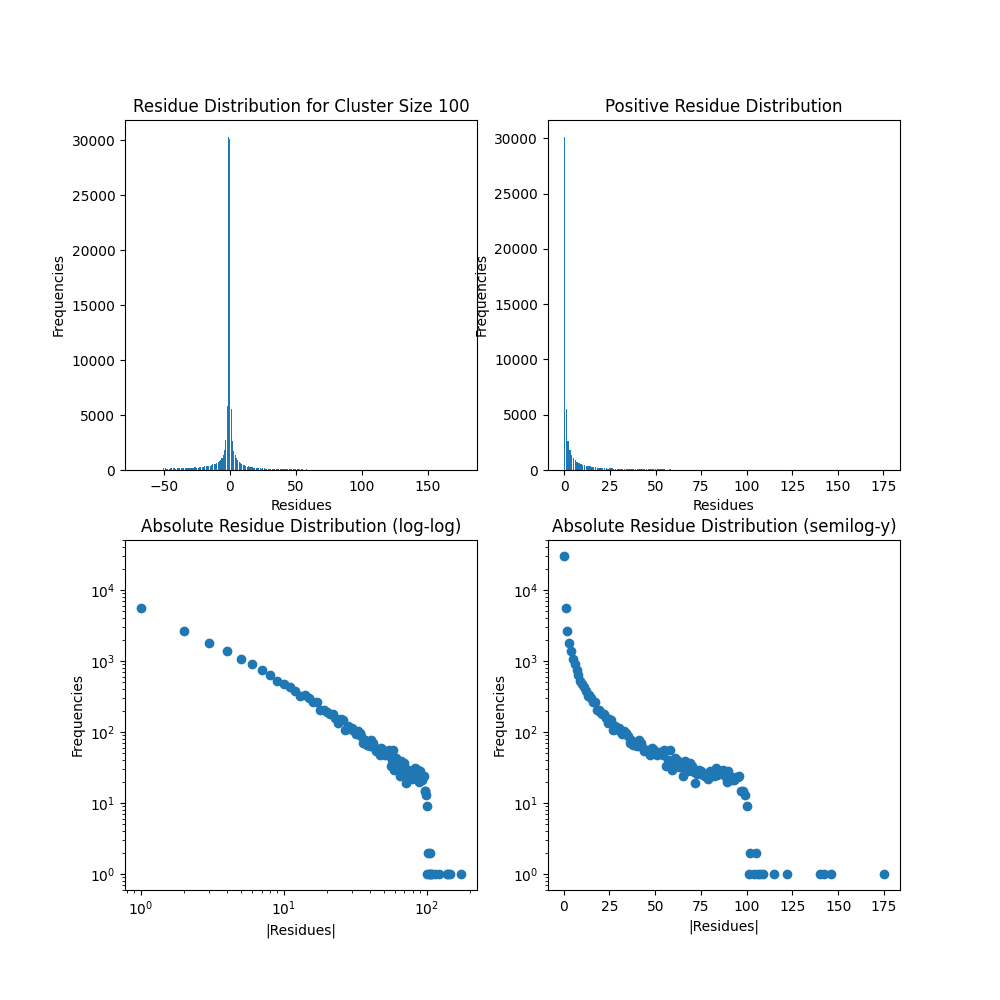 Residue Distribution for Cluster Size 100
Frequencies
30000
25000
20000
15000
10000
5000
0
−50 0 50 100 150
Residues
Positive Residue Distribution
Frequencies
30000
25000
20000
15000
10000
5000
0
0 25 50 75 100 125 150 175
Residues
Absolute Residue Distribution (log-log)
Frequencies
10⁴
10³
10²
10¹
10⁰
10⁰ 10¹ 10²
|Residues|
Absolute Residue Distribution (semilog-y)
Frequencies
10⁴
10³
10²
10¹
10⁰
0 25 50 75 100 125 150 175
|Residues|